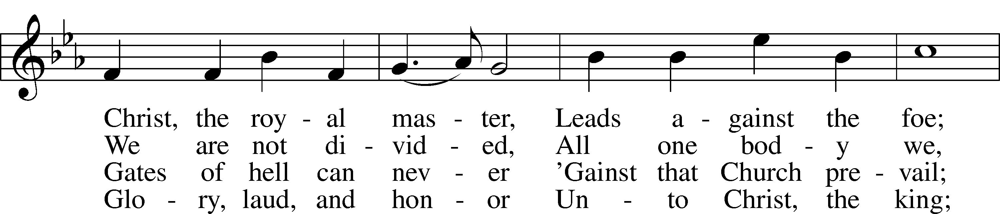 Christ, the roy - al mas - ter, Leads a - gainst the foe;
We are not di - vid - ed, All one bod - y we,
Gates of hell can nev - er ’Gainst that Church pre - vail;
Glo - ry, laud, and hon - or Un - to Christ, the king;